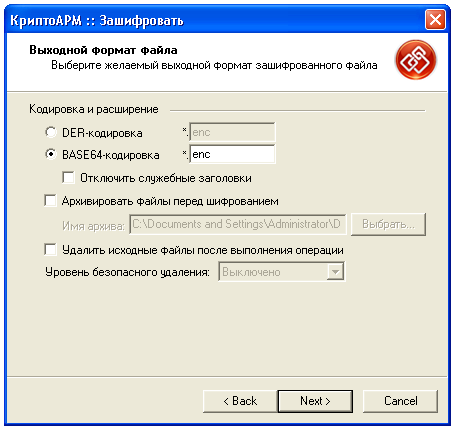 КриптоАРМ :: Зашифровать
Выходной формат файла
Выберите желаемый выходной формат зашифрованного файла
Кодировка и расширение
DER-кодировка *. enc
BASE64-кодировка *. enc
Отключить служебные заголовки
Архивировать файлы перед шифрованием
Имя архива: C:\Documents and Settings\Administrator\D Выбрать...
Удалить исходные файлы после выполнения операции
Уровень безопасного удаления: Выключено
< Back Next > Cancel